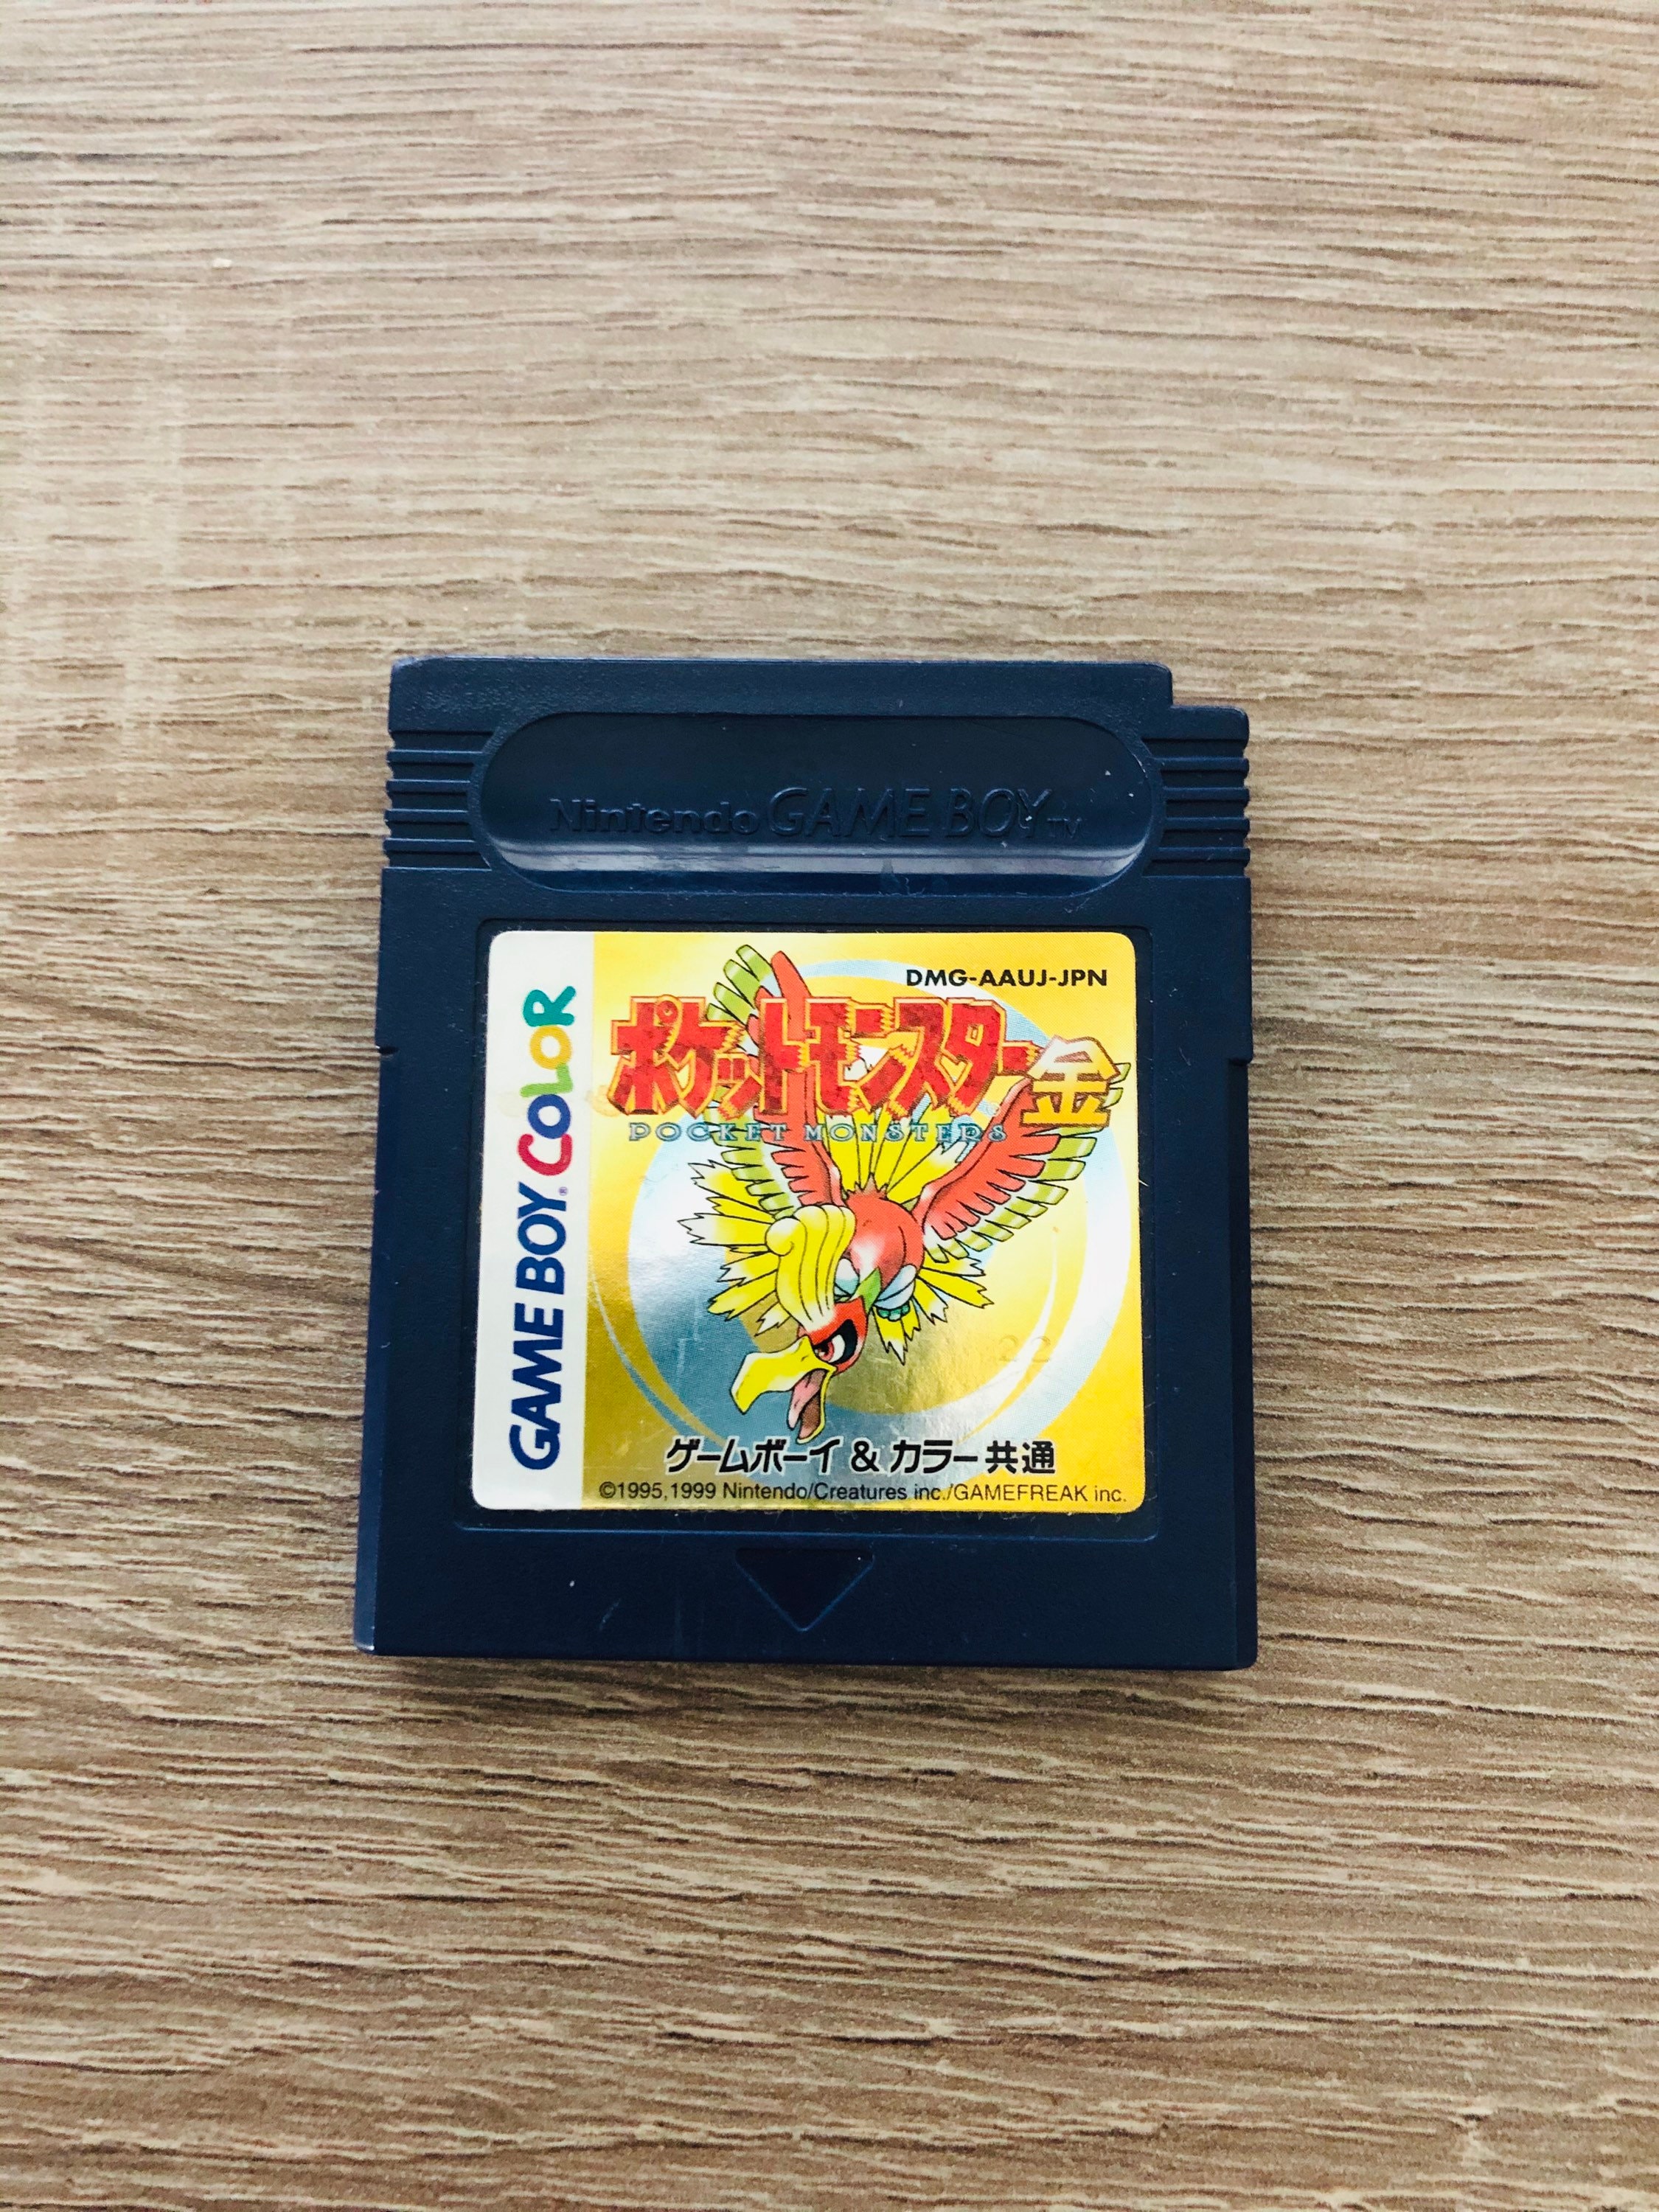 Nintendo GAME BOY TM
GAME BOY® COLOR
DMG-AAUJ-JPN
ポケットモンスター金
POCKET MONSTERS
22
ゲームボーイ & カラー共通
©1995,1999 Nintendo/Creatures inc./GAMEFREAK inc.